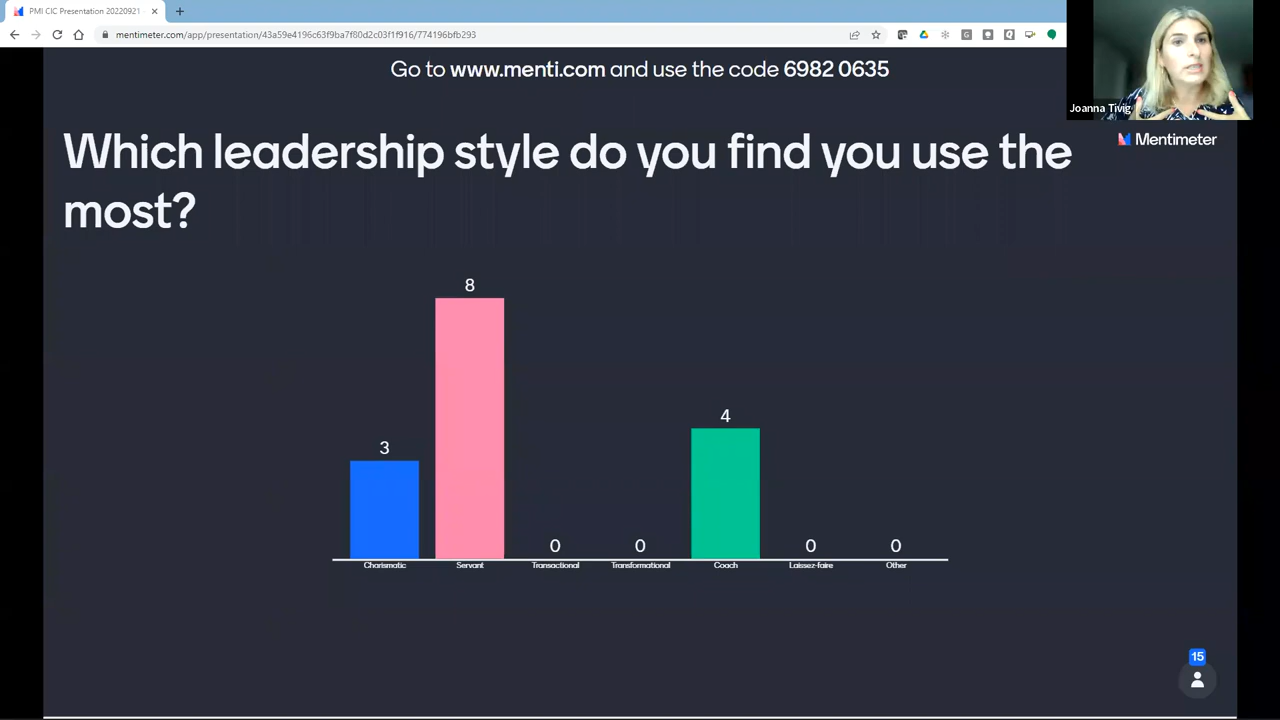 PMI CIC Presentation 20220921
mentimeter.com/app/presentation/43a59e4196c63f9ba7f80d2c03f1f916/774196bfb293
Go to www.menti.com and use the code 6982 0635
Joanna Tivig
Mentimeter
Which leadership style do you find you use the
most?
3
8
0
0
4
0
0
Charismatic
Servant
Transactional
Transformational
Coach
Laissez-faire
Other
15